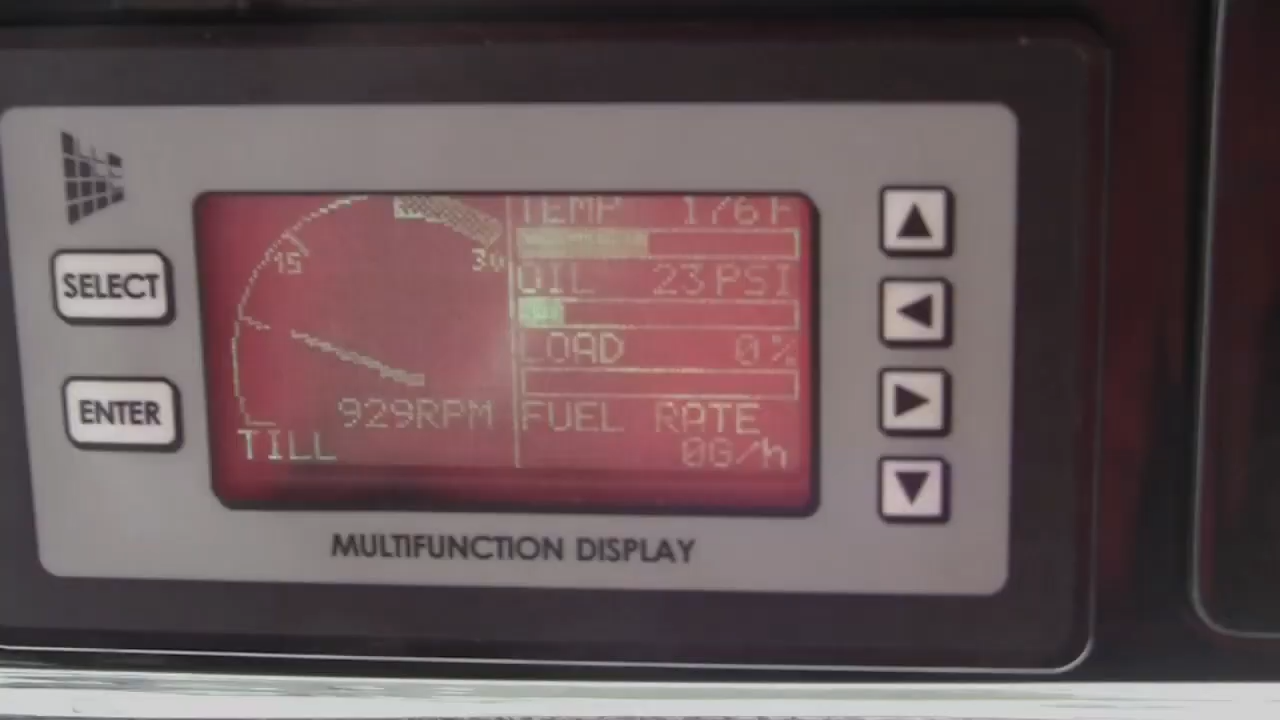 SELECT
ENTER
15
30
929RPM
TILL
TEMP 176F
OIL 23PSI
LOAD 0%
FUEL RATE
0G/h
MULTIFUNCTION DISPLAY